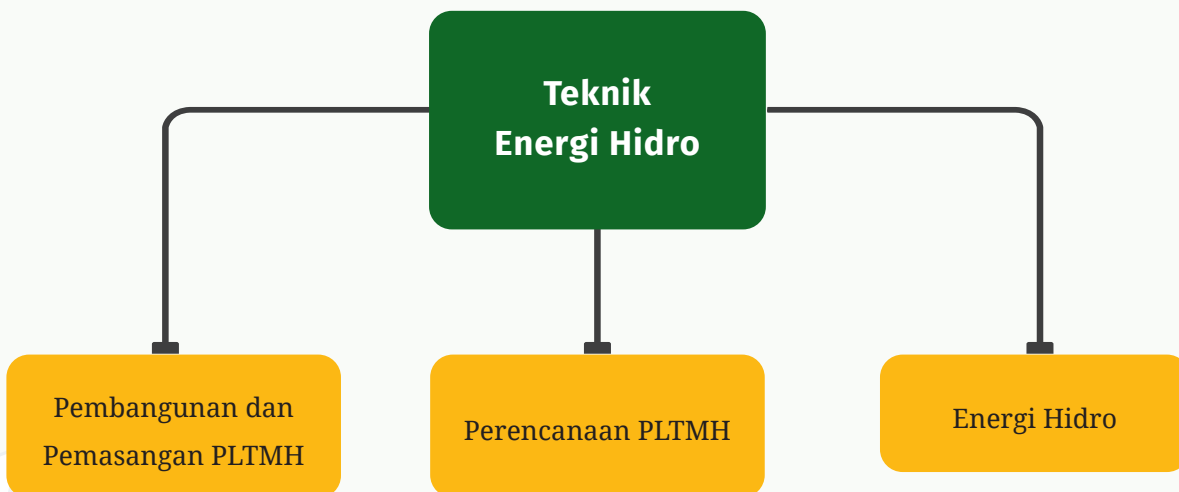 Teknik
Energi Hidro
Pembangunan dan
Pemasangan PLTMH
Perencanaan PLTMH
Energi Hidro